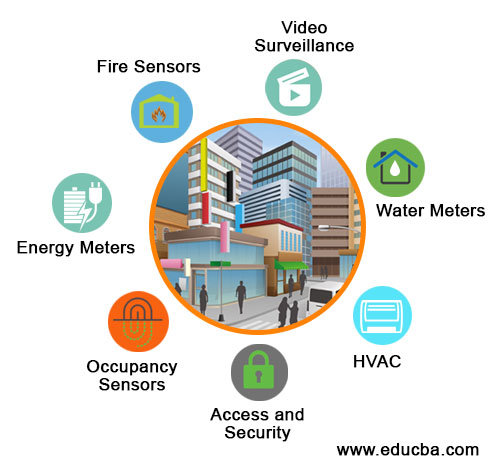 Video
Surveillance
Fire Sensors
Water Meters
Energy Meters
HVAC
Occupancy
Sensors
Access and
Security
www.educba.com